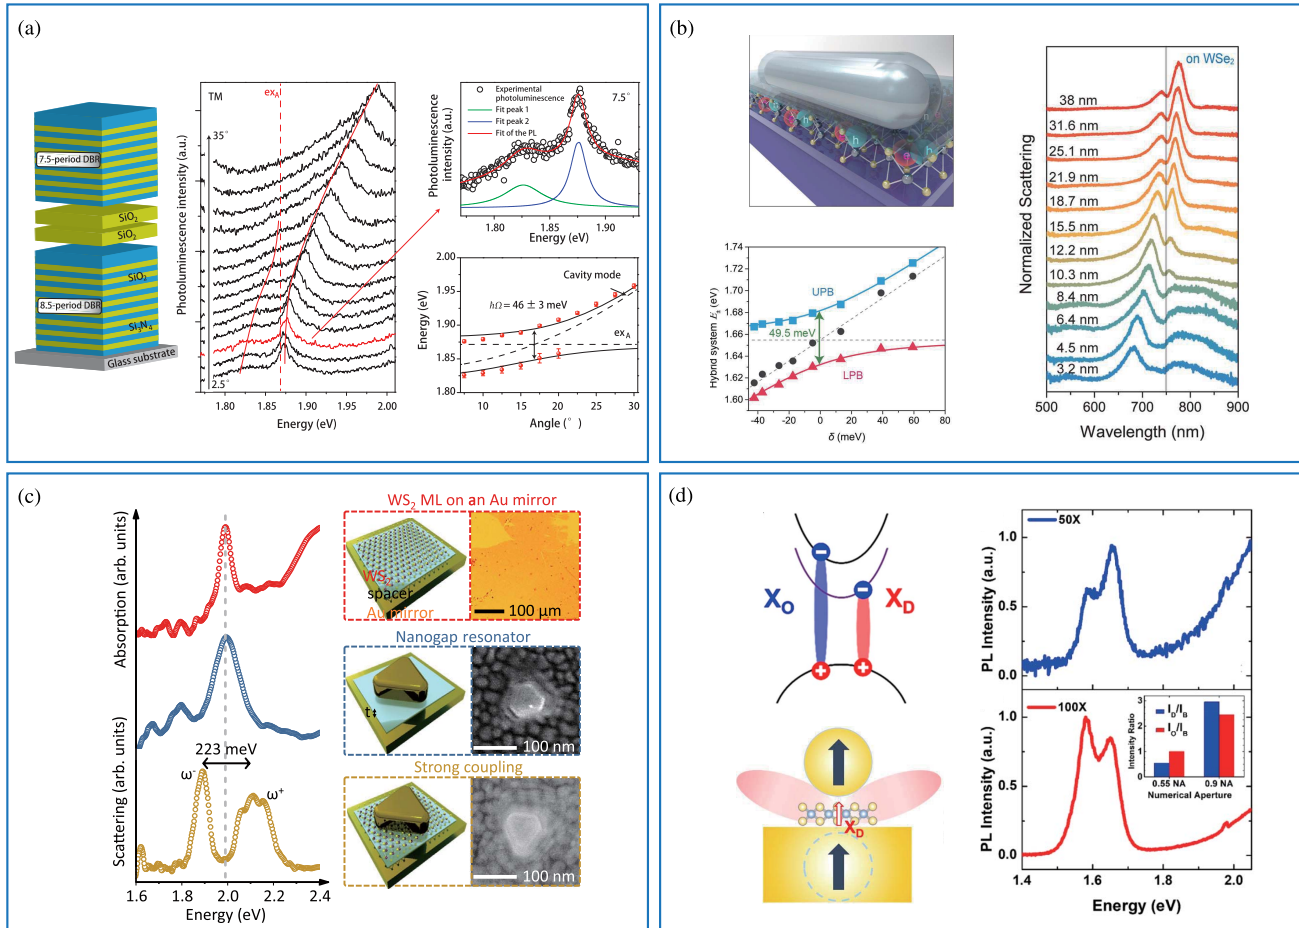 (a)
7.5-period DBR
SiO2
SiO2
SiO2
8.5-period DBR
Si3N4
Glass substrate
TM
exA
35°
2.5°
Photoluminescence intensity (a.u.)
1.80 1.85 1.90 1.95 2.00
Energy (eV)
Experimental
photoluminescence
Fit peak 1
Fit peak 2
Fit of the PL
7.5°
Photoluminescence
intensity (a.u.)
1.80 1.85 1.90
Energy (eV)
Cavity mode
ħΩ = 46 ± 3 meV
exA
Energy (eV)
2.00
1.95
1.90
1.85
1.80
10 15 20 25 30
Angle (°)
(b)
h
h
Hybrid system E± (eV)
1.74
1.72
1.70
1.68
1.66
1.64
1.62
1.60
UPB
49.5 meV
LPB
-40 -20 0 20 40 60 80
δ (meV)
on WSe2
Normalized Scattering
38 nm
31.6 nm
25.1 nm
21.9 nm
18.7 nm
15.5 nm
12.2 nm
10.3 nm
8.4 nm
6.4 nm
4.5 nm
3.2 nm
500 600 700 800 900
Wavelength (nm)
(c)
Absorption (arb. units)
Scattering (arb. units)
223 meV
ω-
ω+
1.6 1.8 2.0 2.2 2.4
Energy (eV)
WS2 ML on an Au mirror
WS2
spacer
Au mirror
100 μm
Nanogap resonator
t
100 nm
Strong coupling
100 nm
(d)
XO
XD
XD
50X
PL Intensity (a.u.)
1.0
0.5
0.0
100X
PL Intensity (a.u.)
1.0
0.5
0.0
ID/IB
IO/IB
Intensity Ratio
3
2
1
0
0.55 NA 0.9 NA
Numerical Aperture
1.4 1.6 1.8 2.0
Energy (eV)